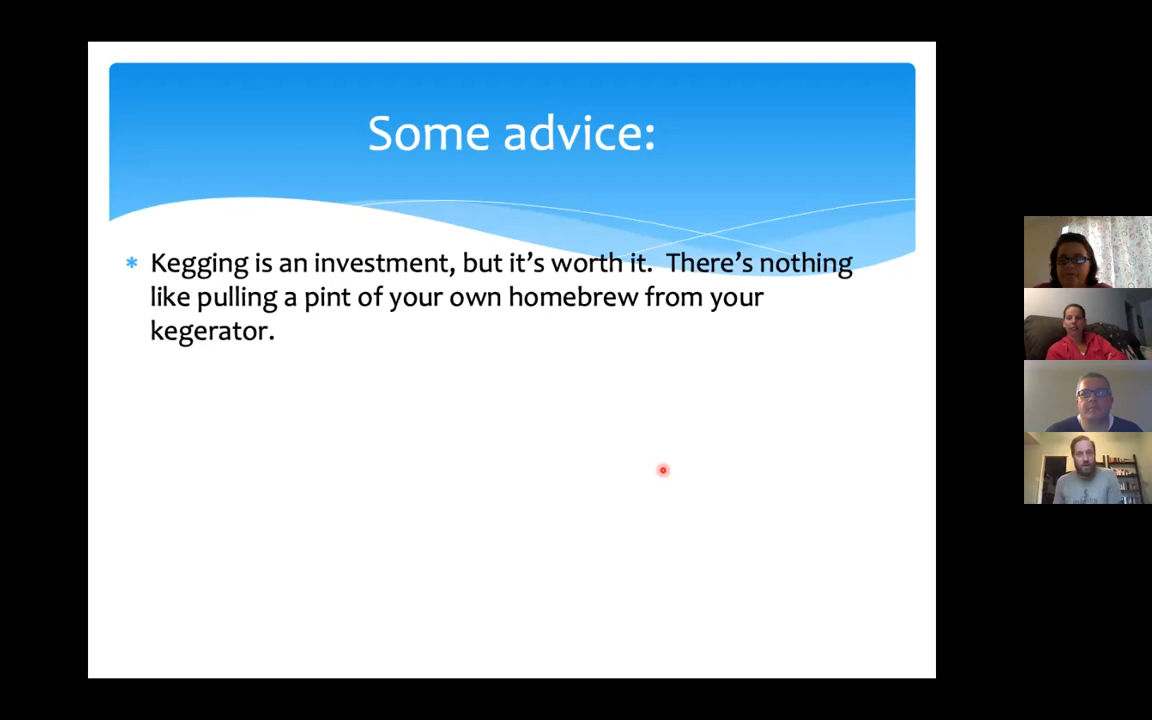 Some advice:
* Kegging is an investment, but it’s worth it.  There’s nothing
like pulling a pint of your own homebrew from your
kegerator.